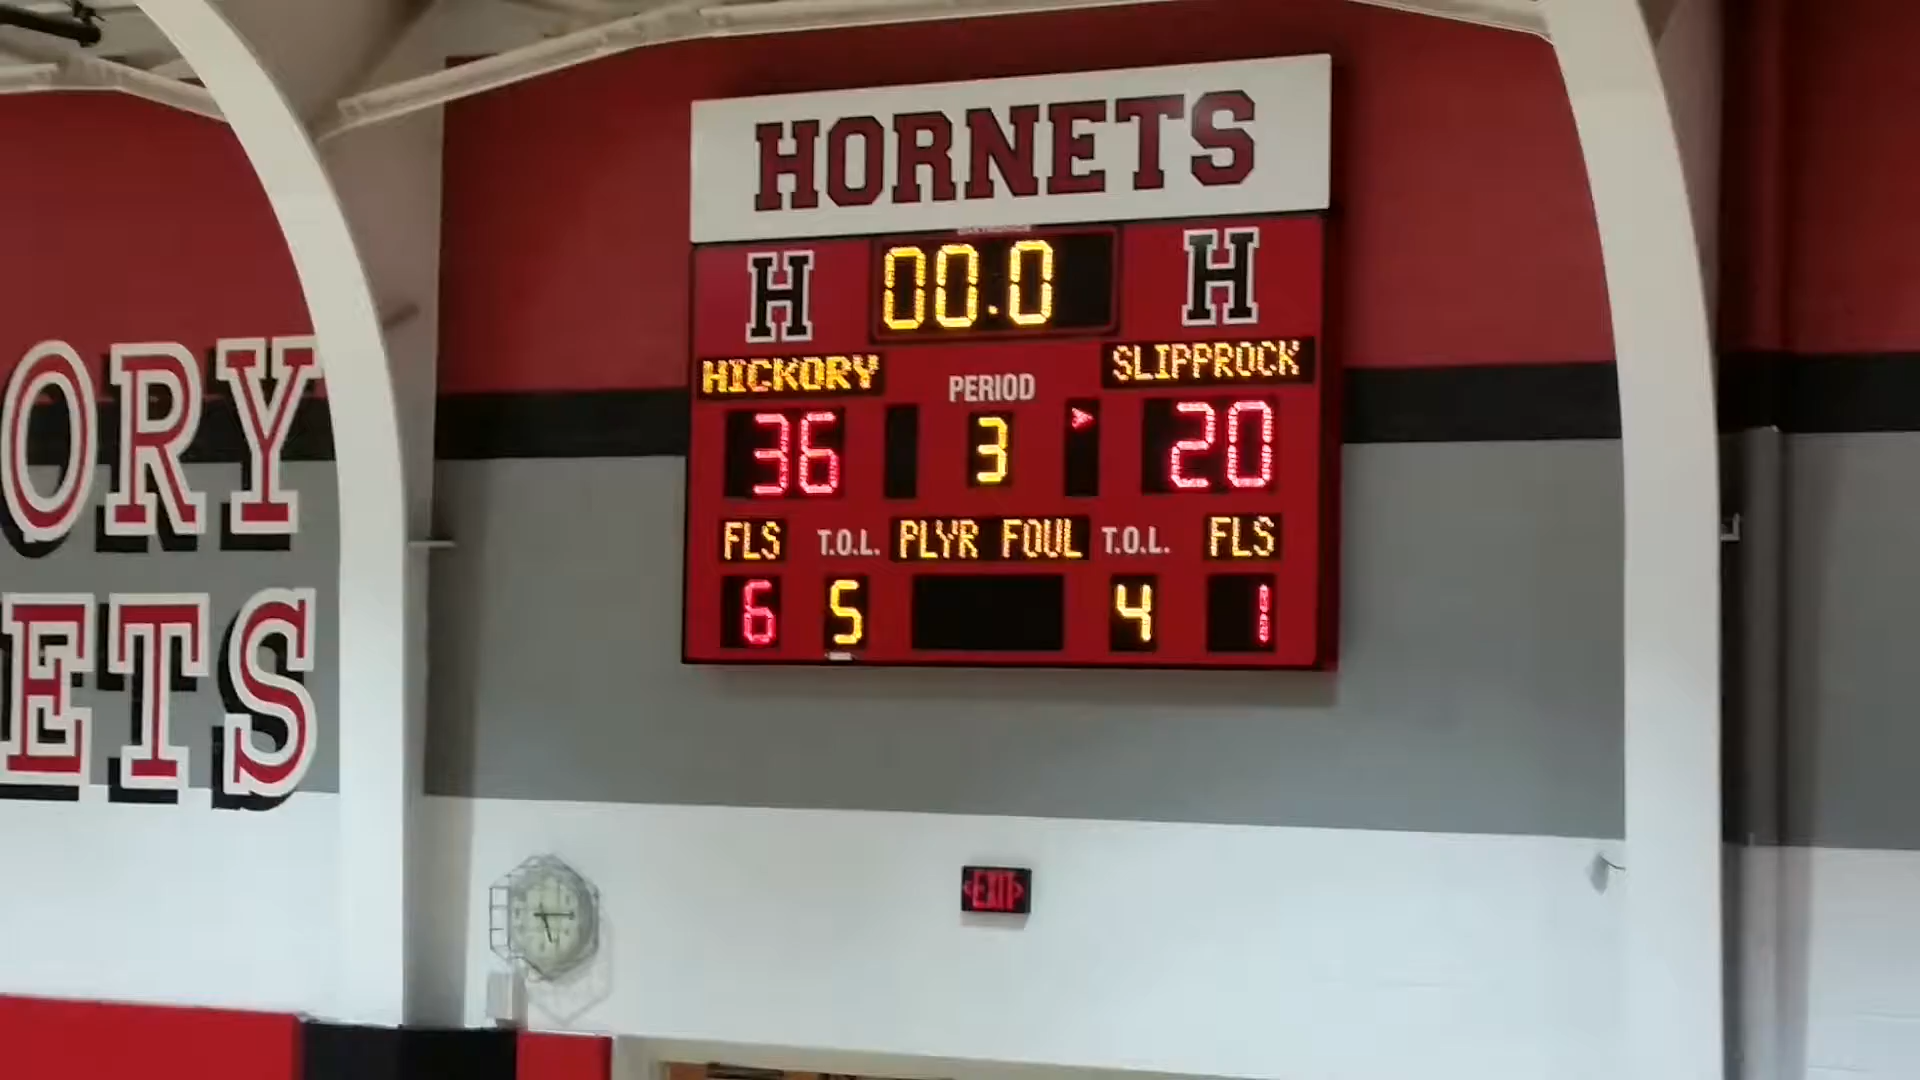 HORNETS
H 00.0 H
HICKORY SLIPPROCK
PERIOD
36 3 20
FLS T.O.L. PLYR FOUL T.O.L. FLS
6 5 4 1
ORY
ETS
EXIT